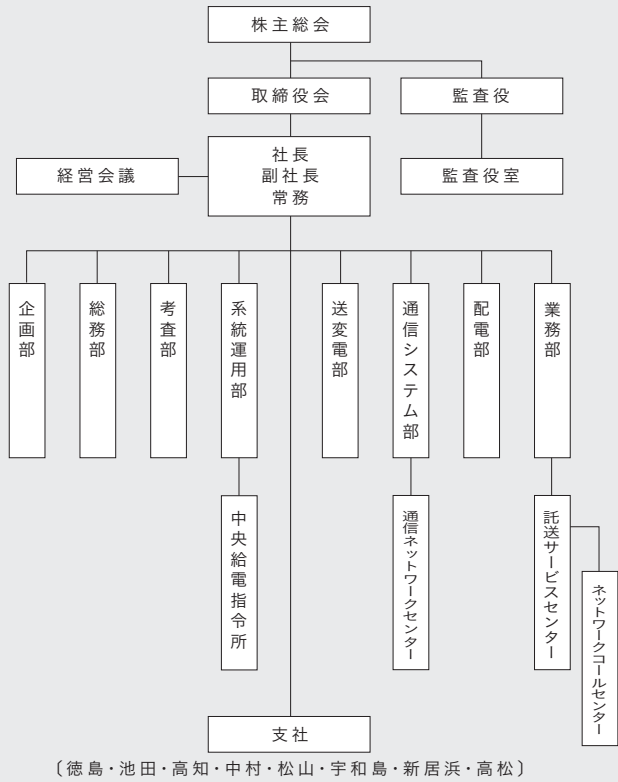 株主総会
取締役会
監査役
社長
副社長
常務
経営会議
監査役室
企画部
総務部
考査部
系統運用部
送変電部
通信システム部
配電部
業務部
中央給電指令所
通信ネットワークセンター
託送サービスセンター
ネットワークコールセンター
支社
〔徳島・池田・高知・中村・松山・宇和島・新居浜・高松〕